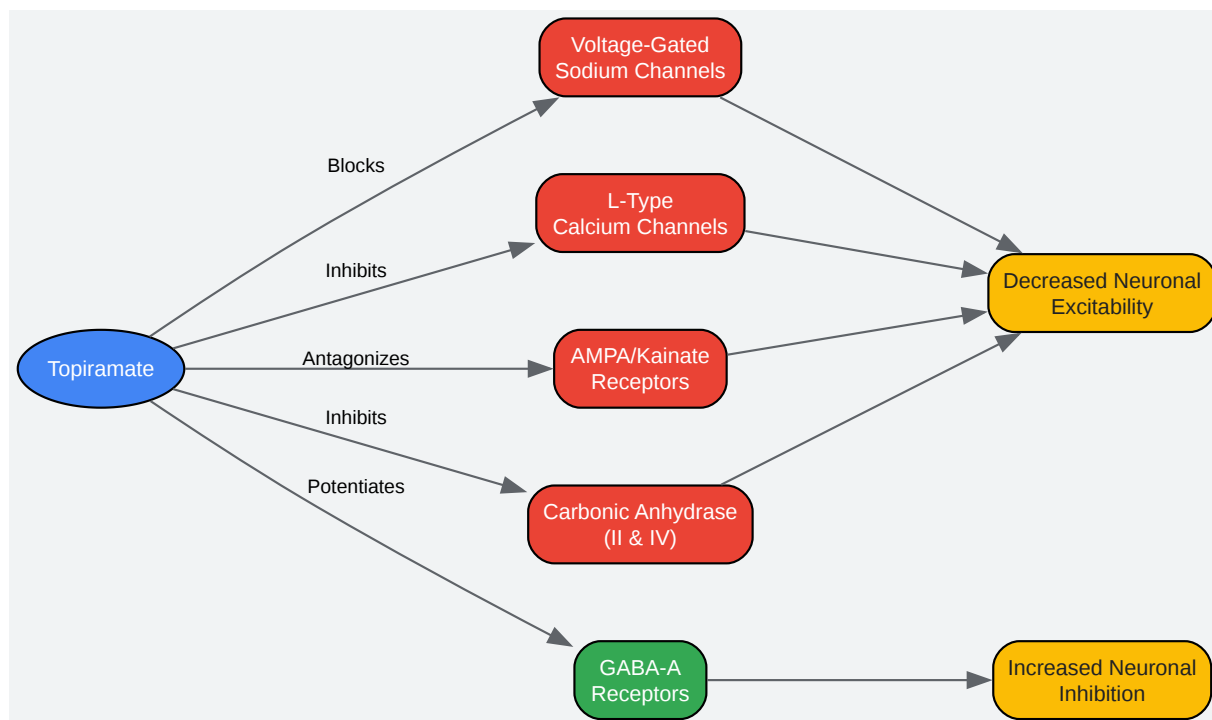 Voltage-Gated
Sodium Channels
Blocks
L-Type
Calcium Channels
Inhibits
Decreased Neuronal
Excitability
Topiramate
Antagonizes
AMPA/Kainate
Receptors
Inhibits
Potentiates
Carbonic Anhydrase
(II & IV)
GABA-A
Receptors
Increased Neuronal
Inhibition